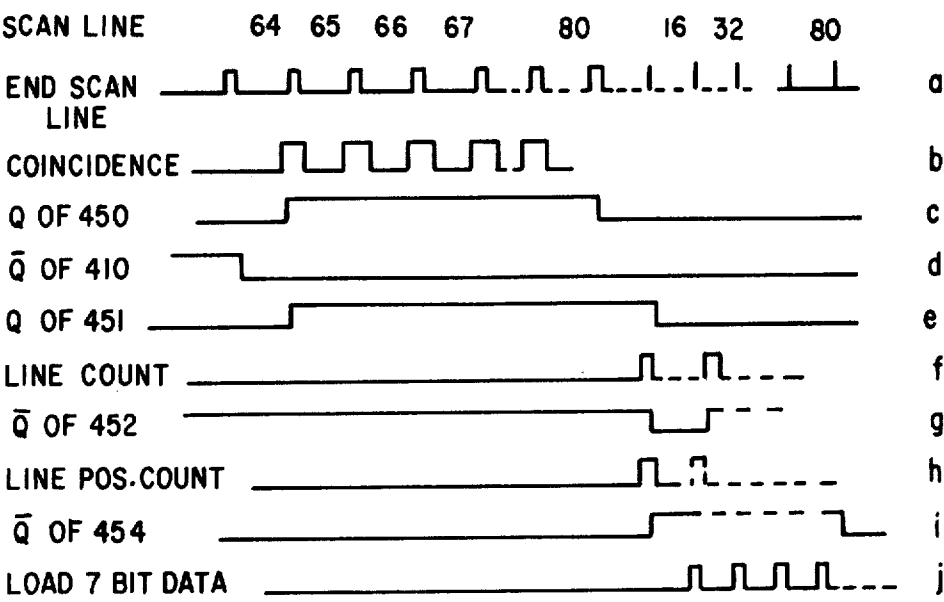 SCAN LINE 64 65 66 67 80 16 32 80
END SCAN LINE a
COINCIDENCE b
Q OF 450 c
Q̄ OF 410 d
Q OF 451 e
LINE COUNT f
Q̄ OF 452 g
LINE POS. COUNT h
Q̄ OF 454 i
LOAD 7 BIT DATA j